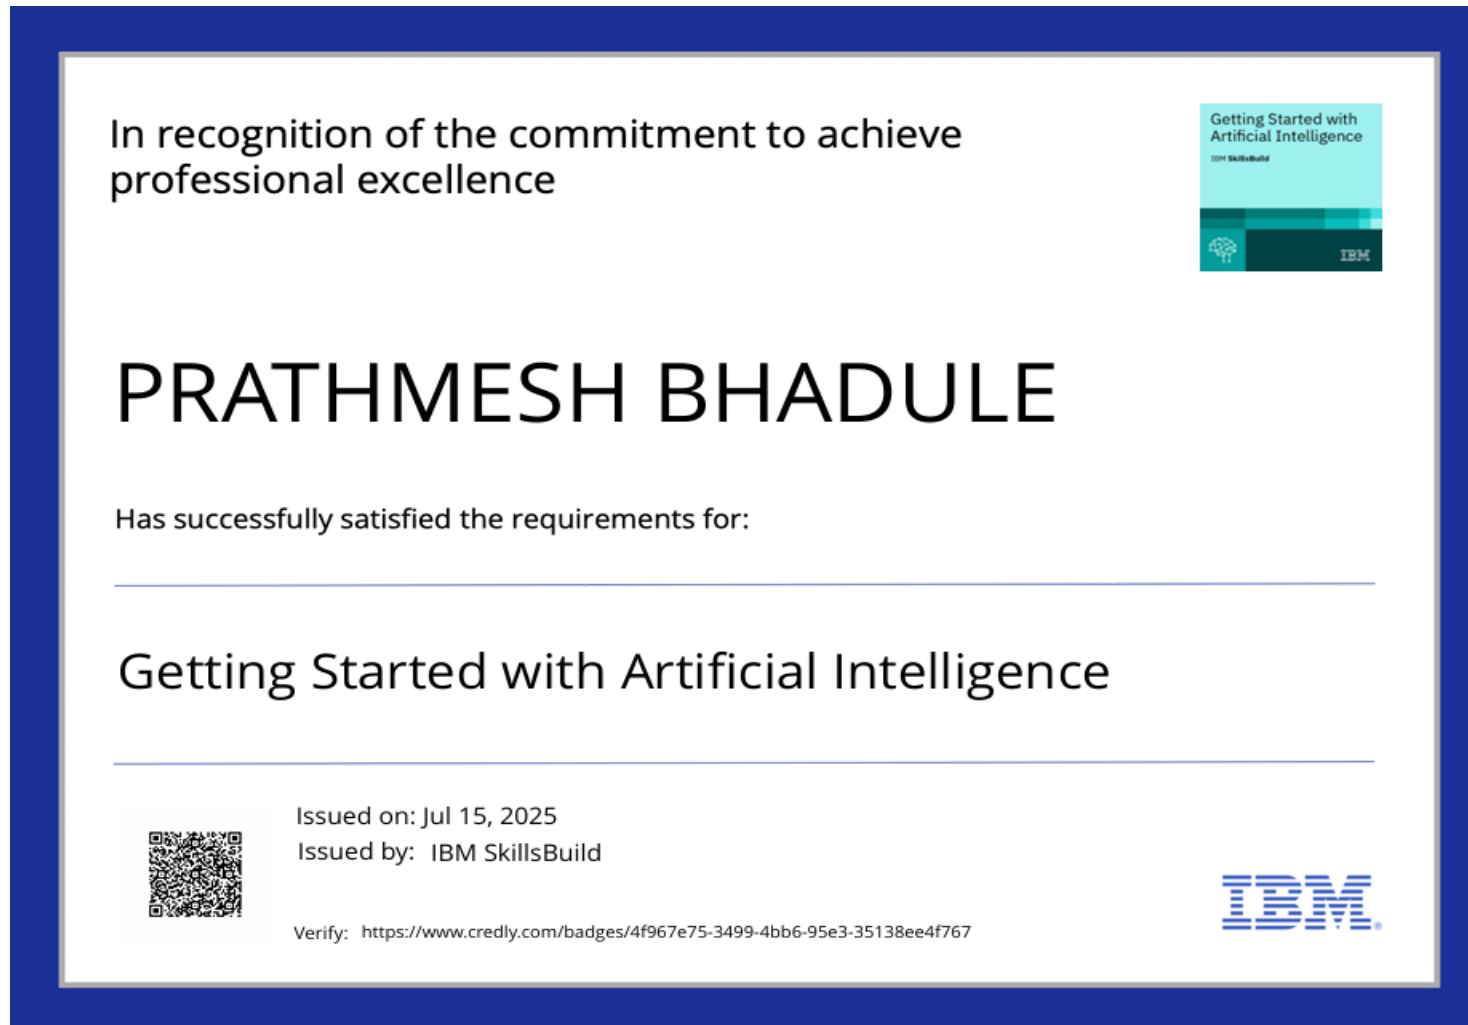 In recognition of the commitment to achieve
professional excellence
Getting Started with
Artificial Intelligence
IBM SkillsBuild
IBM
PRATHMESH BHADULE
Has successfully satisfied the requirements for:
Getting Started with Artificial Intelligence
Issued on: Jul 15, 2025
Issued by: IBM SkillsBuild
Verify: https://www.credly.com/badges/4f967e75-3499-4bb6-95e3-35138ee4f767
IBM®